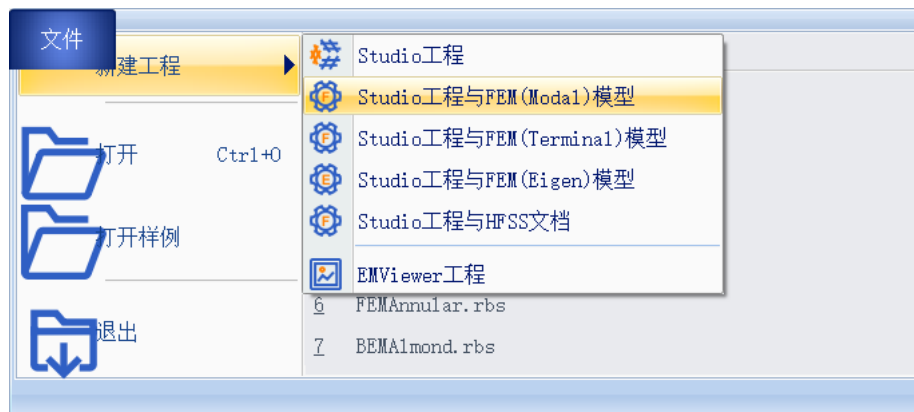 文件
新建工程
打开 Ctrl+O
打开样例
退出
Studio工程
Studio工程与FEM(Modal)模型
Studio工程与FEM(Terminal)模型
Studio工程与FEM(Eigen)模型
Studio工程与HFSS文档
EMViewer工程
6 FEMAnnular.rbs
7 BEMAlmond.rbs